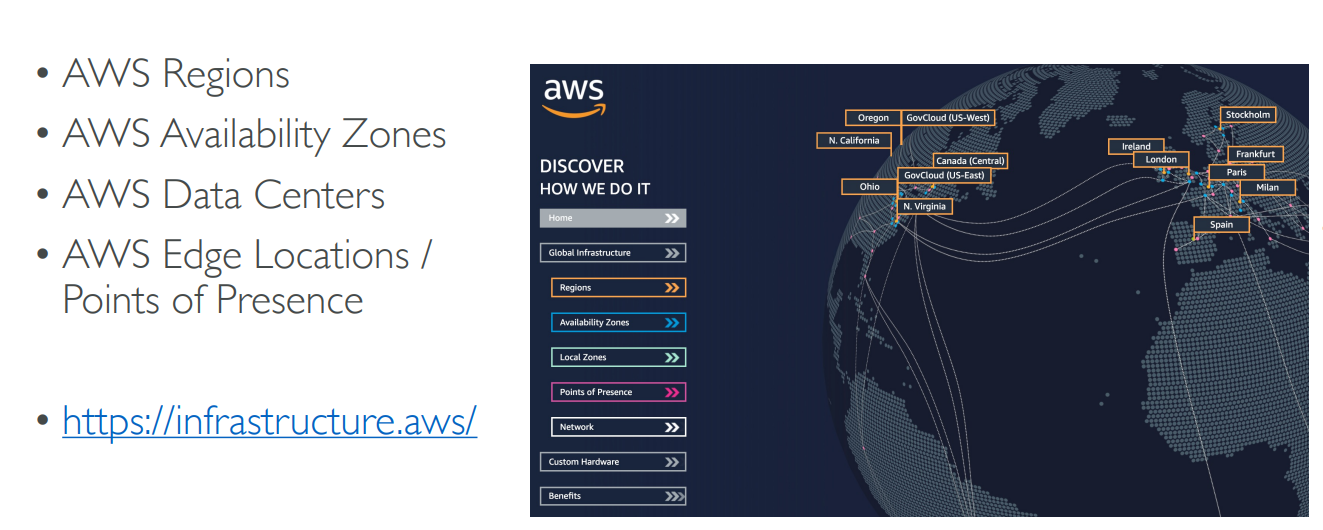 • AWS Regions
• AWS Availability Zones
• AWS Data Centers
• AWS Edge Locations /
Points of Presence
• https://infrastructure.aws/
aws
DISCOVER
HOW WE DO IT
Home
Global Infrastructure
Regions
Availability Zones
Local Zones
Points of Presence
Network
Custom Hardware
Benefits
Oregon
GovCloud (US-West)
N. California
Canada (Central)
GovCloud (US-East)
Ohio
N. Virginia
Stockholm
Ireland
London
Frankfurt
Paris
Milan
Spain